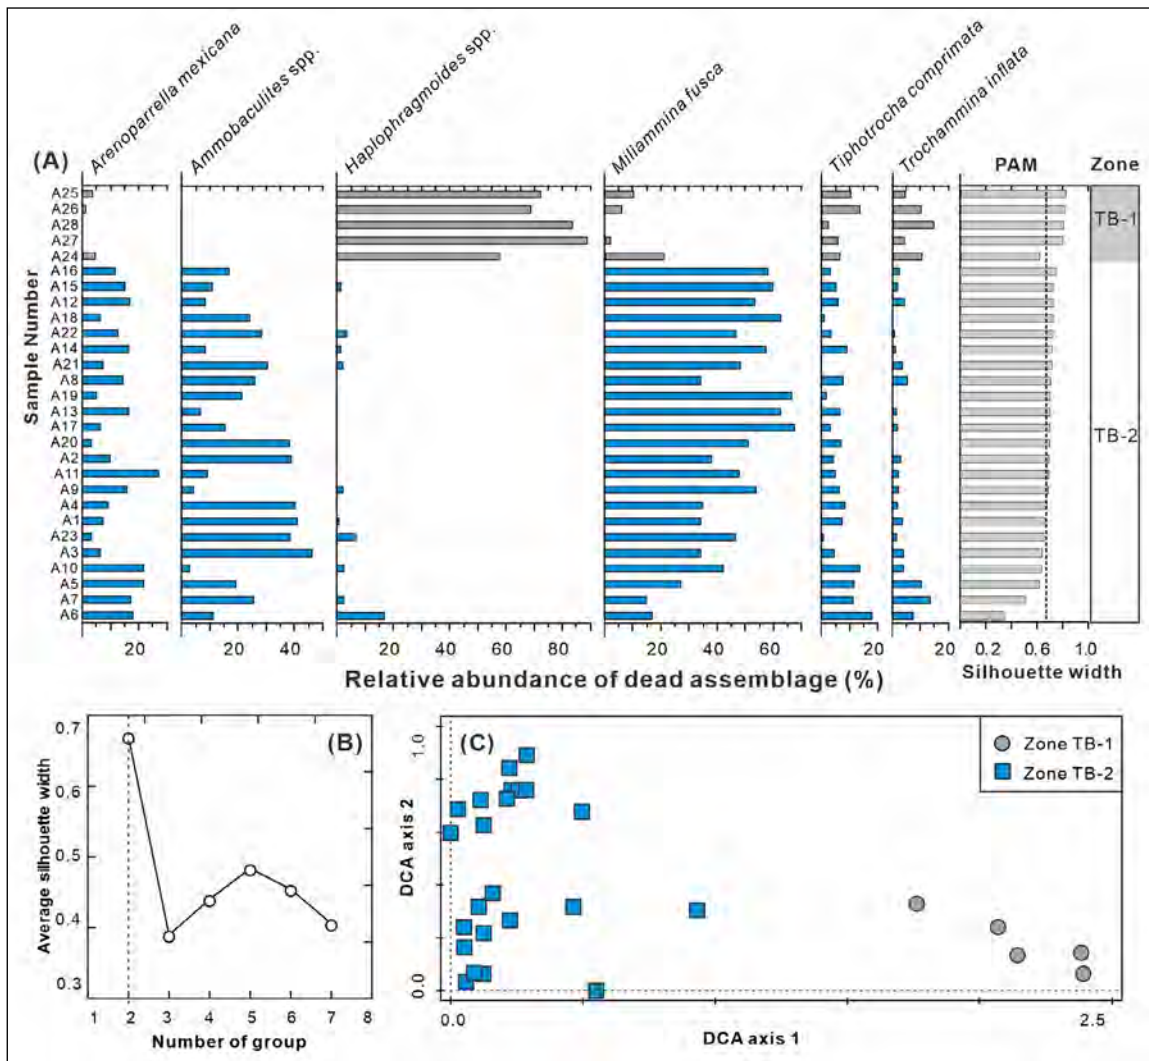 Arenoparrella mexicana
Ammobaculites spp.
Haplophragmoides spp.
Miliammina fusca
Tiphotrocha comprimata
Trochammina inflata
(A)
PAM
Zone
Sample Number
A25
A26
A28
A27
A24
A16
A15
A12
A18
A22
A14
A21
A8
A19
A13
A17
A20
A2
A11
A9
A4
A1
A23
A3
A10
A5
A7
A6
TB-1
TB-2
20
20 40
20 40 60 80
20 40 60
20
20
0.2 0.6 1.0
Relative abundance of dead assemblage (%)
Silhouette width
(B)
0.7
0.6
0.5
0.4
0.3
Average silhouette width
1 2 3 4 5 6 7 8
Number of group
(C)
Zone TB-1
Zone TB-2
1.0
0.0
DCA axis 2
0.0 2.5
DCA axis 1